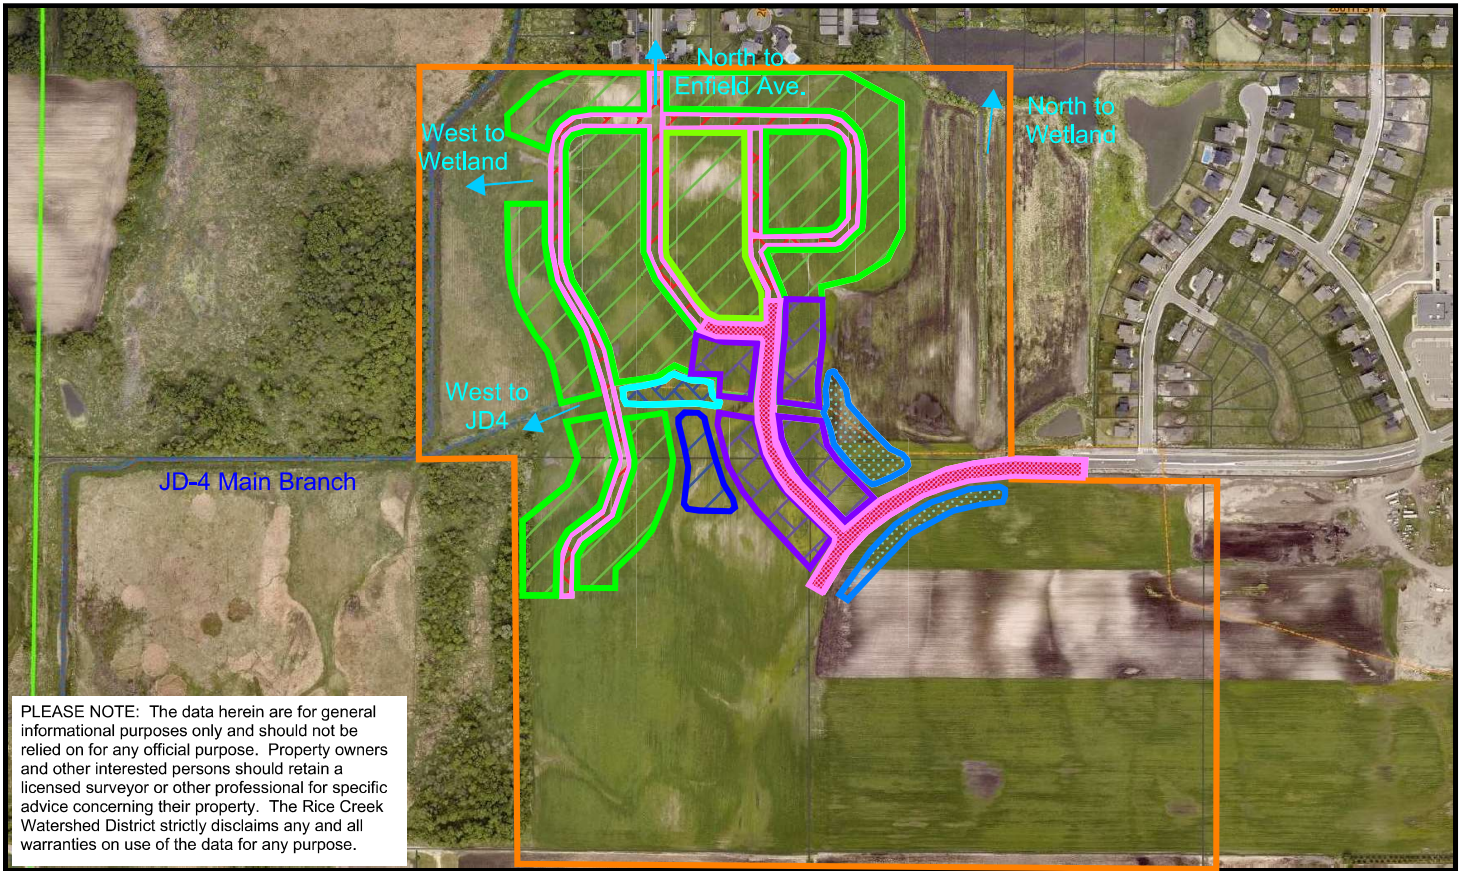 North to
Enfield Ave.
North to
Wetland
West to
Wetland
West to
JD4
JD-4 Main Branch
PLEASE NOTE:  The data herein are for general
informational purposes only and should not be
relied on for any official purpose.  Property owners
and other interested persons should retain a
licensed surveyor or other professional for specific
advice concerning their property.  The Rice Creek
Watershed District strictly disclaims any and all
warranties on use of the data for any purpose.